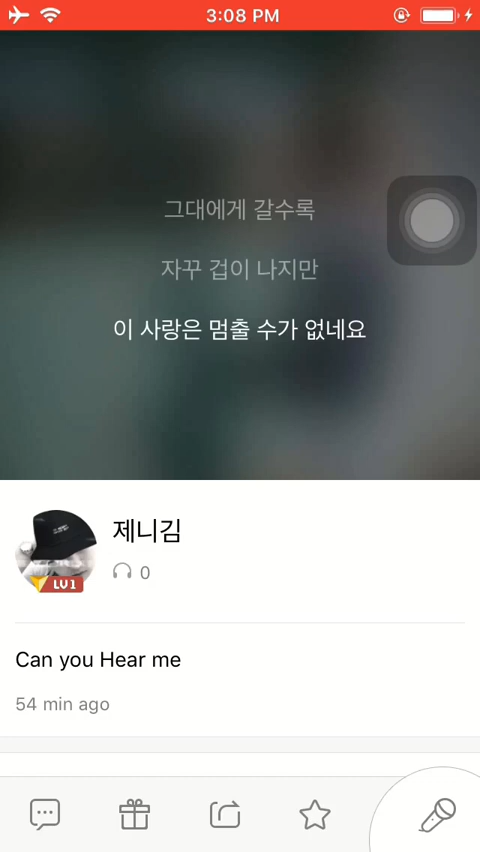 3:08 PM
그대에게 갈수록
자꾸 겁이 나지만
이 사랑은 멈출 수가 없네요
제니김
LV1
0
Can you Hear me
54 min ago